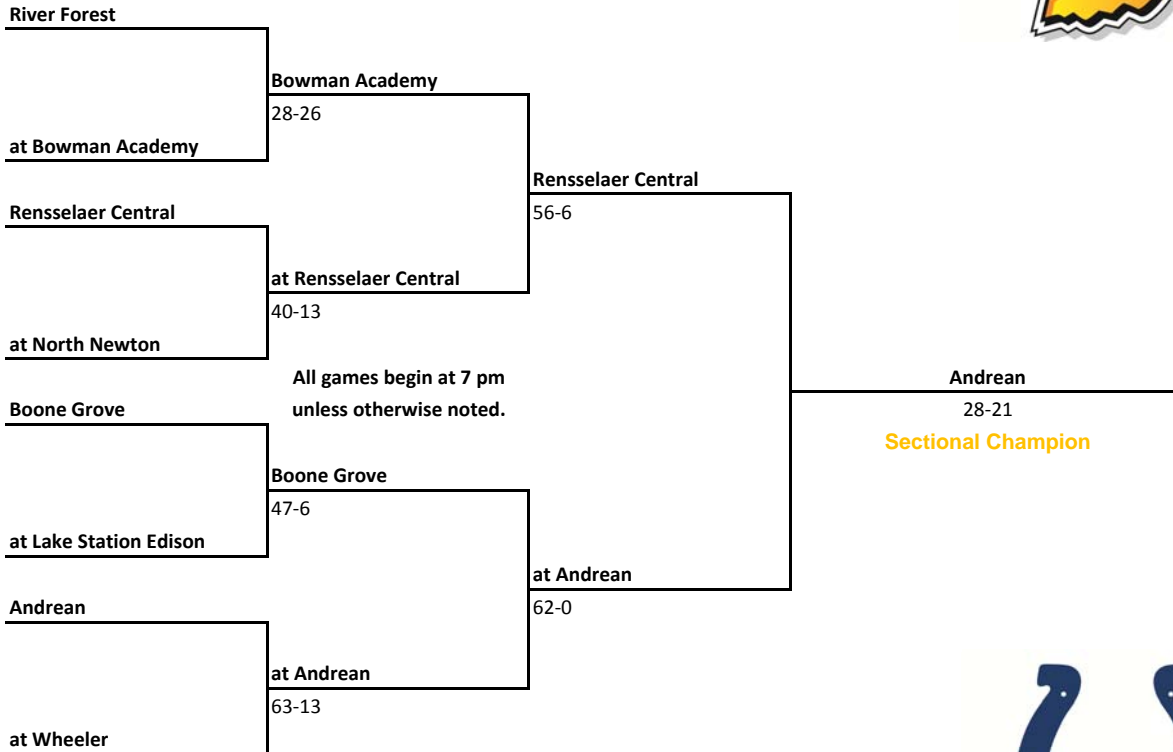 River Forest
Bowman Academy
28-26
at Bowman Academy
Rensselaer Central
56-6
Rensselaer Central
at Rensselaer Central
40-13
at North Newton
All games begin at 7 pm
unless otherwise noted.
Andrean
28-21
Sectional Champion
Boone Grove
Boone Grove
47-6
at Lake Station Edison
at Andrean
62-0
Andrean
at Andrean
63-13
at Wheeler